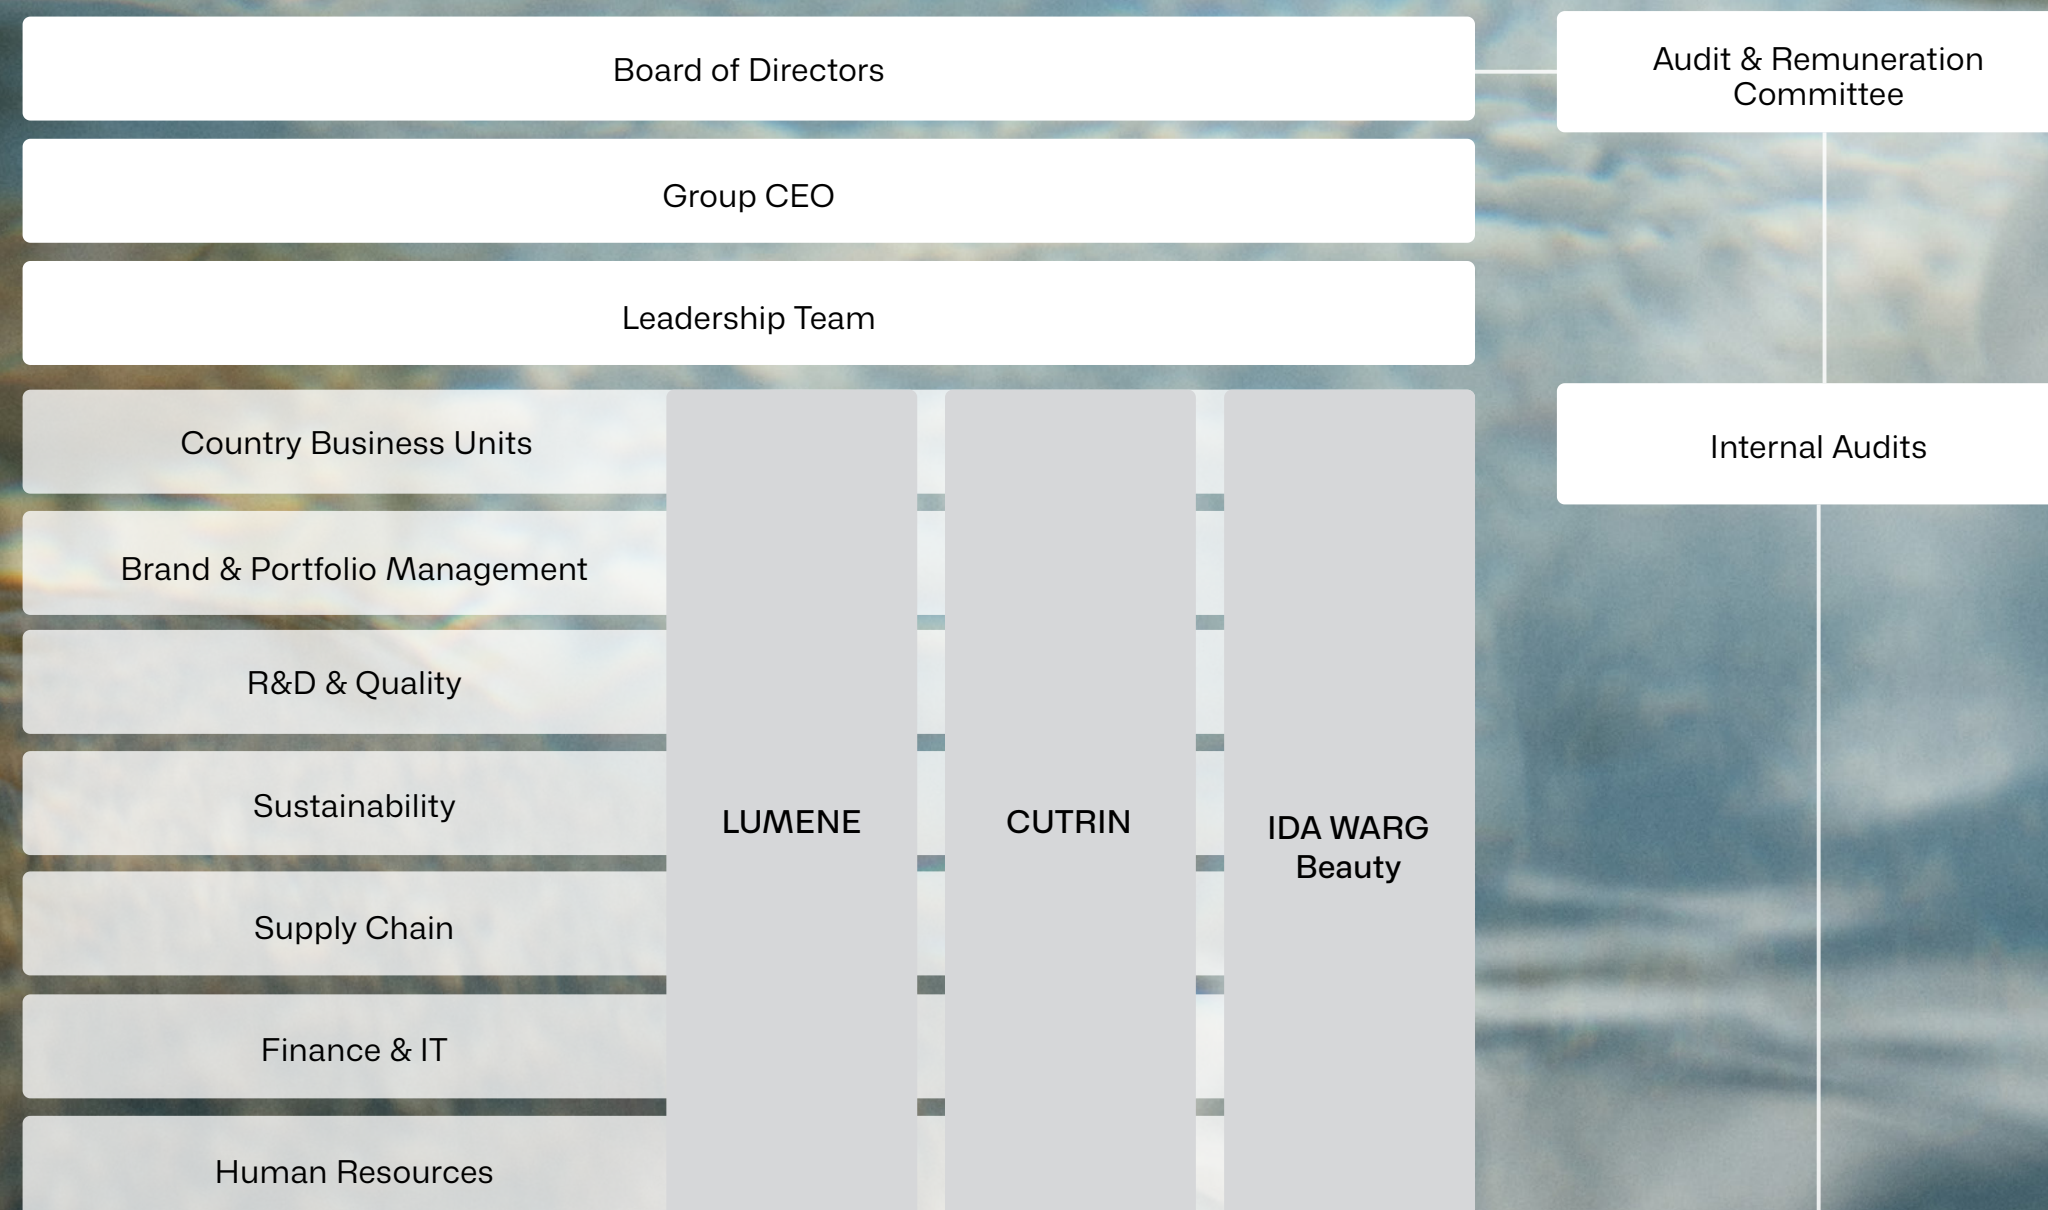 Board of Directors
Audit & Remuneration
Committee
Group CEO
Leadership Team
Country Business Units
Internal Audits
Brand & Portfolio Management
R&D & Quality
Sustainability
LUMENE
CUTRIN
IDA WARG
Beauty
Supply Chain
Finance & IT
Human Resources